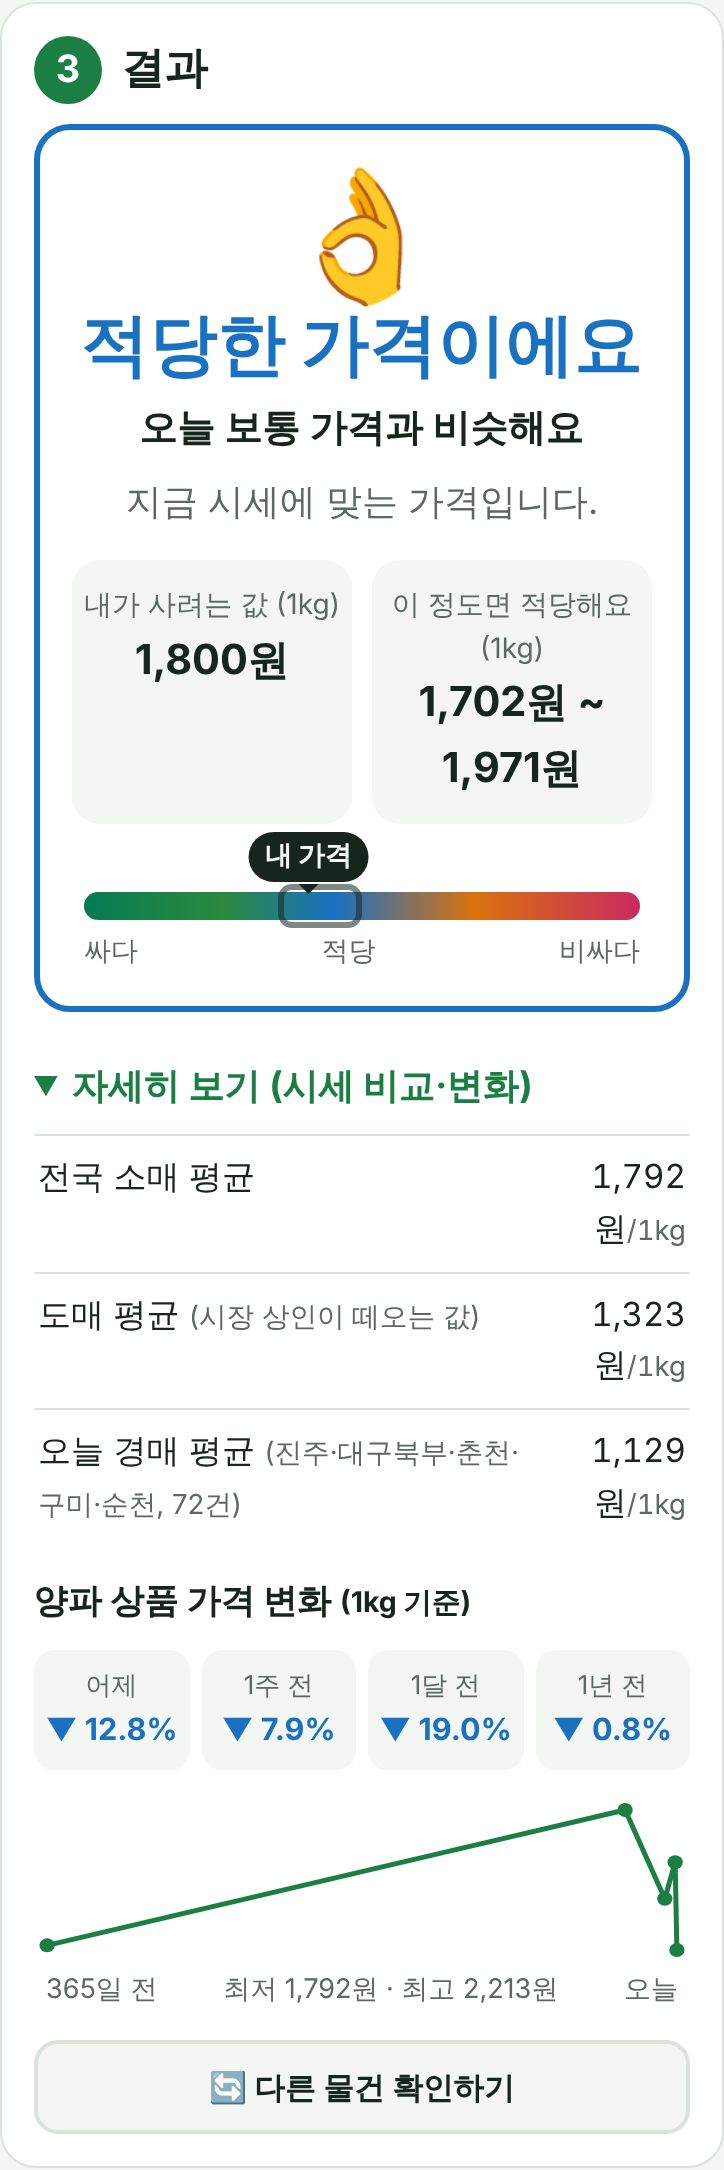 3 결과
적당한 가격이에요
오늘 보통 가격과 비슷해요
지금 시세에 맞는 가격입니다.
내가 사려는 값 (1kg)
1,800원
이 정도면 적당해요
(1kg)
1,702원 ~
1,971원
내 가격
싸다 적당 비싸다
▼ 자세히 보기 (시세 비교·변화)
전국 소매 평균 1,792
원/1kg
도매 평균 (시장 상인이 떼오는 값) 1,323
원/1kg
오늘 경매 평균 (진주·대구북부·춘천· 1,129
구미·순천, 72건) 원/1kg
양파 상품 가격 변화 (1kg 기준)
어제 1주 전 1달 전 1년 전
▼ 12.8% ▼ 7.9% ▼ 19.0% ▼ 0.8%
365일 전 최저 1,792원 · 최고 2,213원 오늘
다른 물건 확인하기